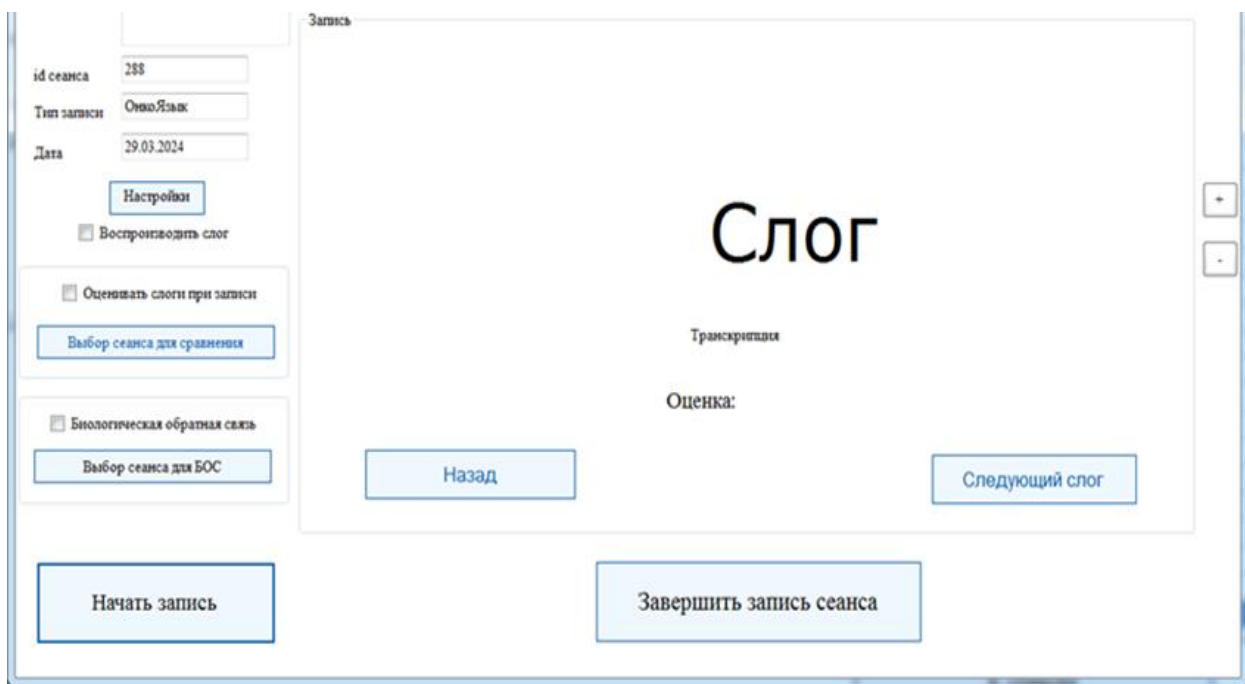 Запись
id сеанса 288
Тип записи ОнкоЯзык
Дата 29.03.2024
Настройки
Воспроизводить слог
Оценивать слоги при записи
Выбор сеанса для сравнения
Биологическая обратная связь
Выбор сеанса для БОС
Слог
Транскрипция
Оценка:
Назад
Следующий слог
+
-
Начать запись
Завершить запись сеанса